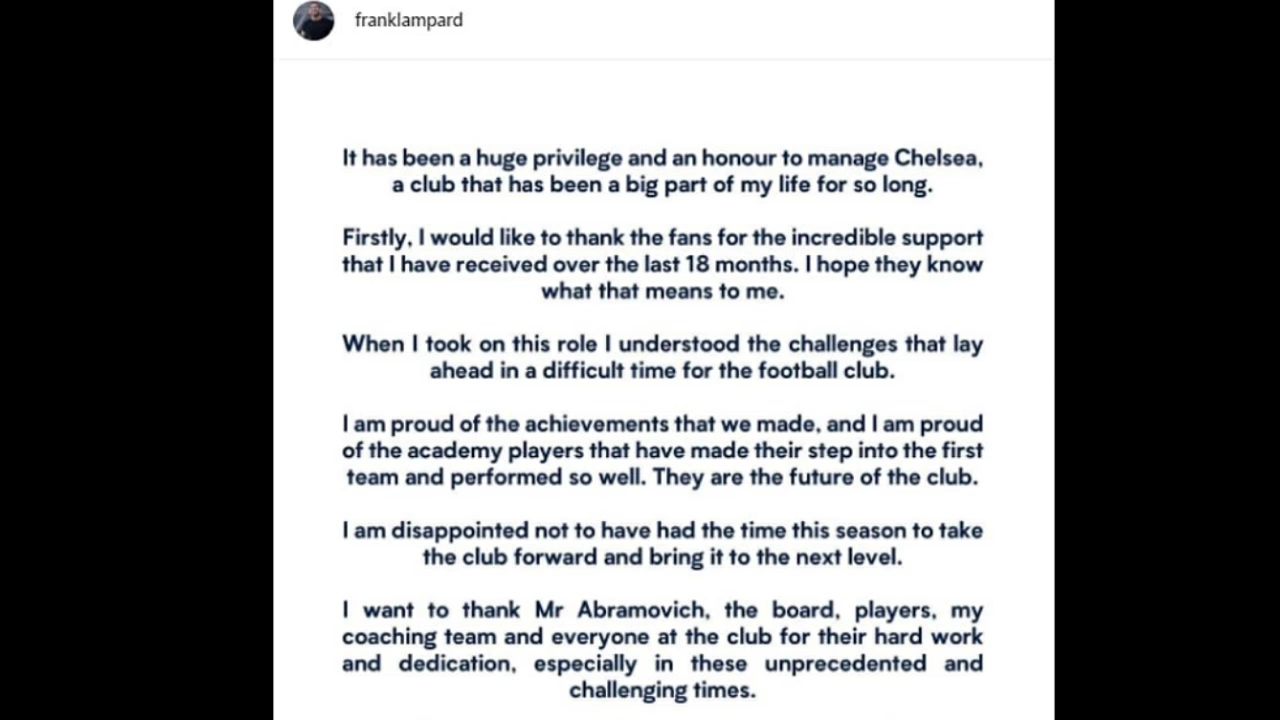 franklampard
It has been a huge privilege and an honour to manage Chelsea,
a club that has been a big part of my life for so long.
Firstly, I would like to thank the fans for the incredible support
that I have received over the last 18 months. I hope they know
what that means to me.
When I took on this role I understood the challenges that lay
ahead in a difficult time for the football club.
I am proud of the achievements that we made, and I am proud
of the academy players that have made their step into the first
team and performed so well. They are the future of the club.
I am disappointed not to have had the time this season to take
the club forward and bring it to the next level.
I want to thank Mr Abramovich, the board, players, my
coaching team and everyone at the club for their hard work
and dedication, especially in these unprecedented and
challenging times.